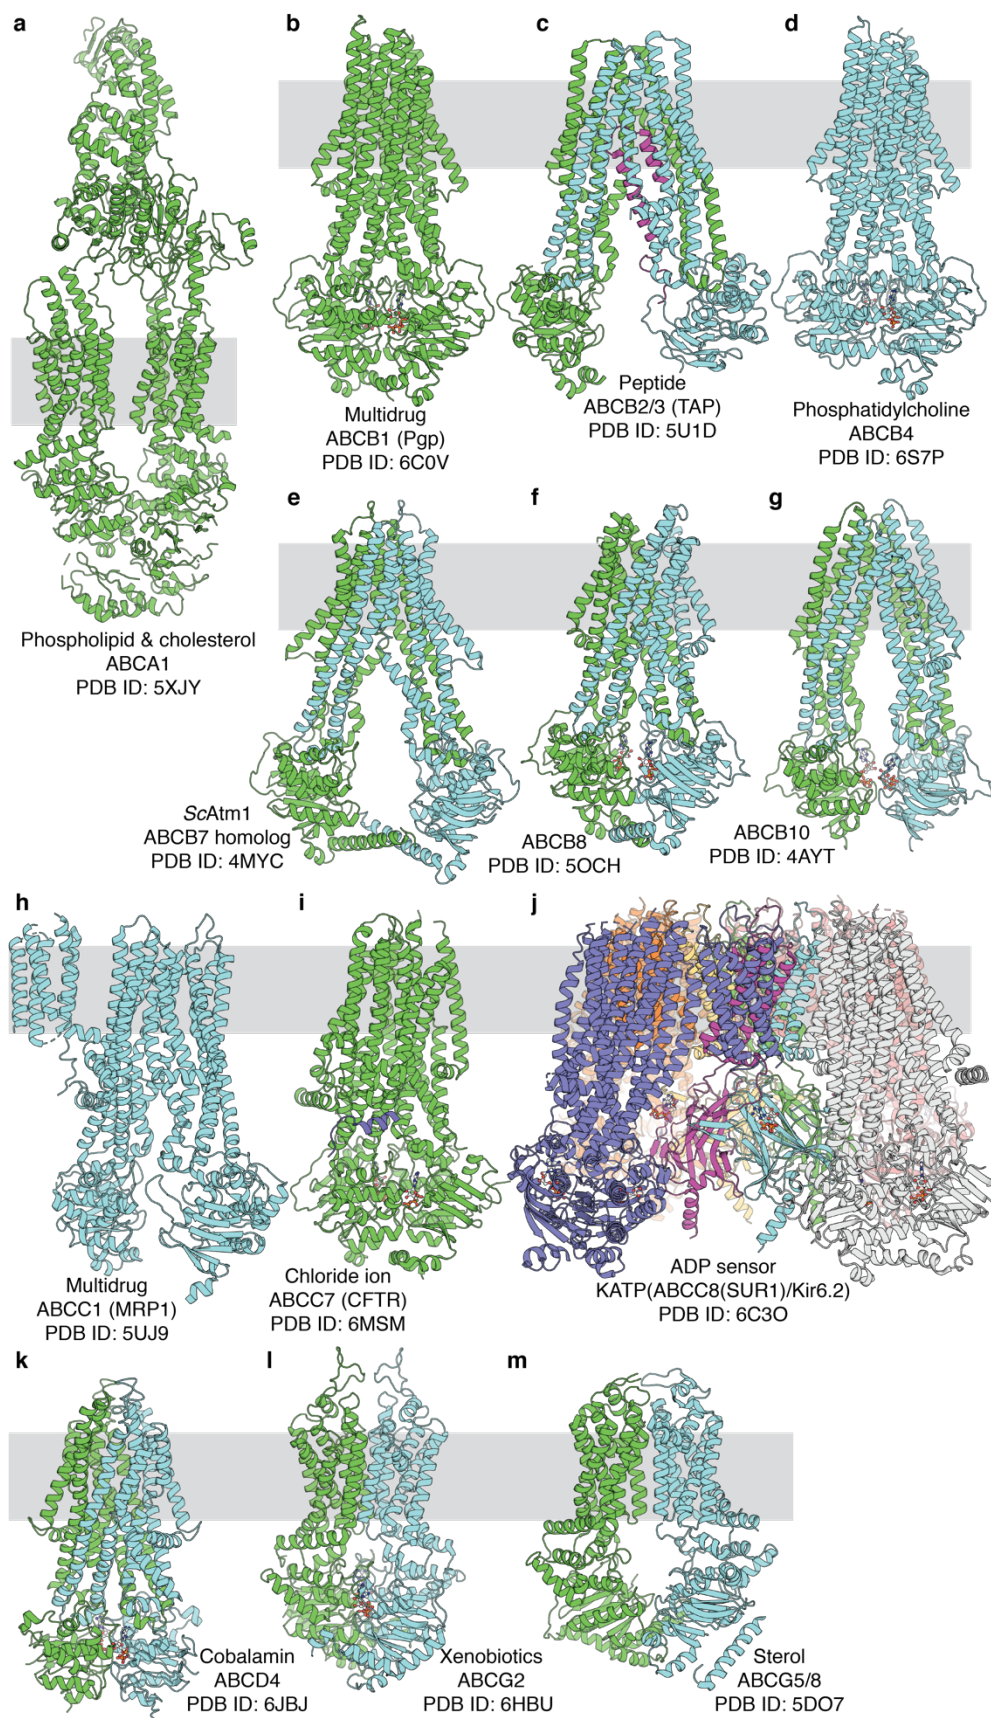 a
b
c
d
Multidrug
ABCB1 (Pgp)
PDB ID: 6C0V
Peptide
ABCB2/3 (TAP)
PDB ID: 5U1D
Phosphatidylcholine
ABCB4
PDB ID: 6S7P
Phospholipid & cholesterol
ABCA1
PDB ID: 5XJY
e
f
g
ScAtm1
ABCB7 homolog
PDB ID: 4MYC
ABCB8
PDB ID: 5OCH
ABCB10
PDB ID: 4AYT
h
i
j
Multidrug
ABCC1 (MRP1)
PDB ID: 5UJ9
Chloride ion
ABCC7 (CFTR)
PDB ID: 6MSM
ADP sensor
KATP(ABCC8(SUR1)/Kir6.2)
PDB ID: 6C3O
k
l
m
Cobalamin
ABCD4
PDB ID: 6JBJ
Xenobiotics
ABCG2
PDB ID: 6HBU
Sterol
ABCG5/8
PDB ID: 5DO7